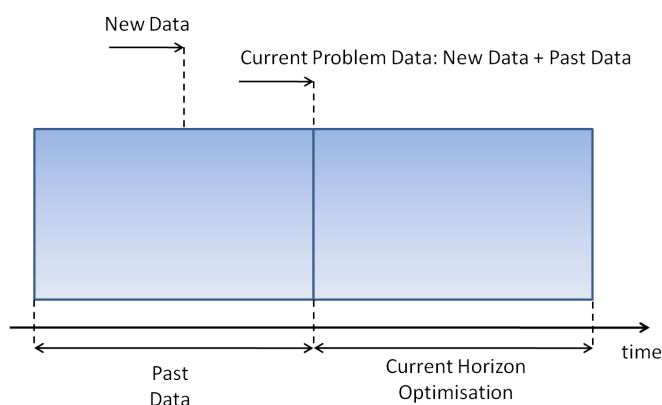 New Data
Current Problem Data: New Data + Past Data
time
Past
Data
Current Horizon
Optimisation